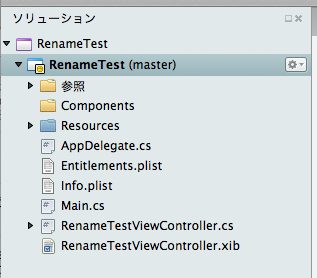 ソリューション
RenameTest
RenameTest (master)
参照
Components
Resources
AppDelegate.cs
Entitlements.plist
Info.plist
Main.cs
RenameTestViewController.cs
RenameTestViewController.xib